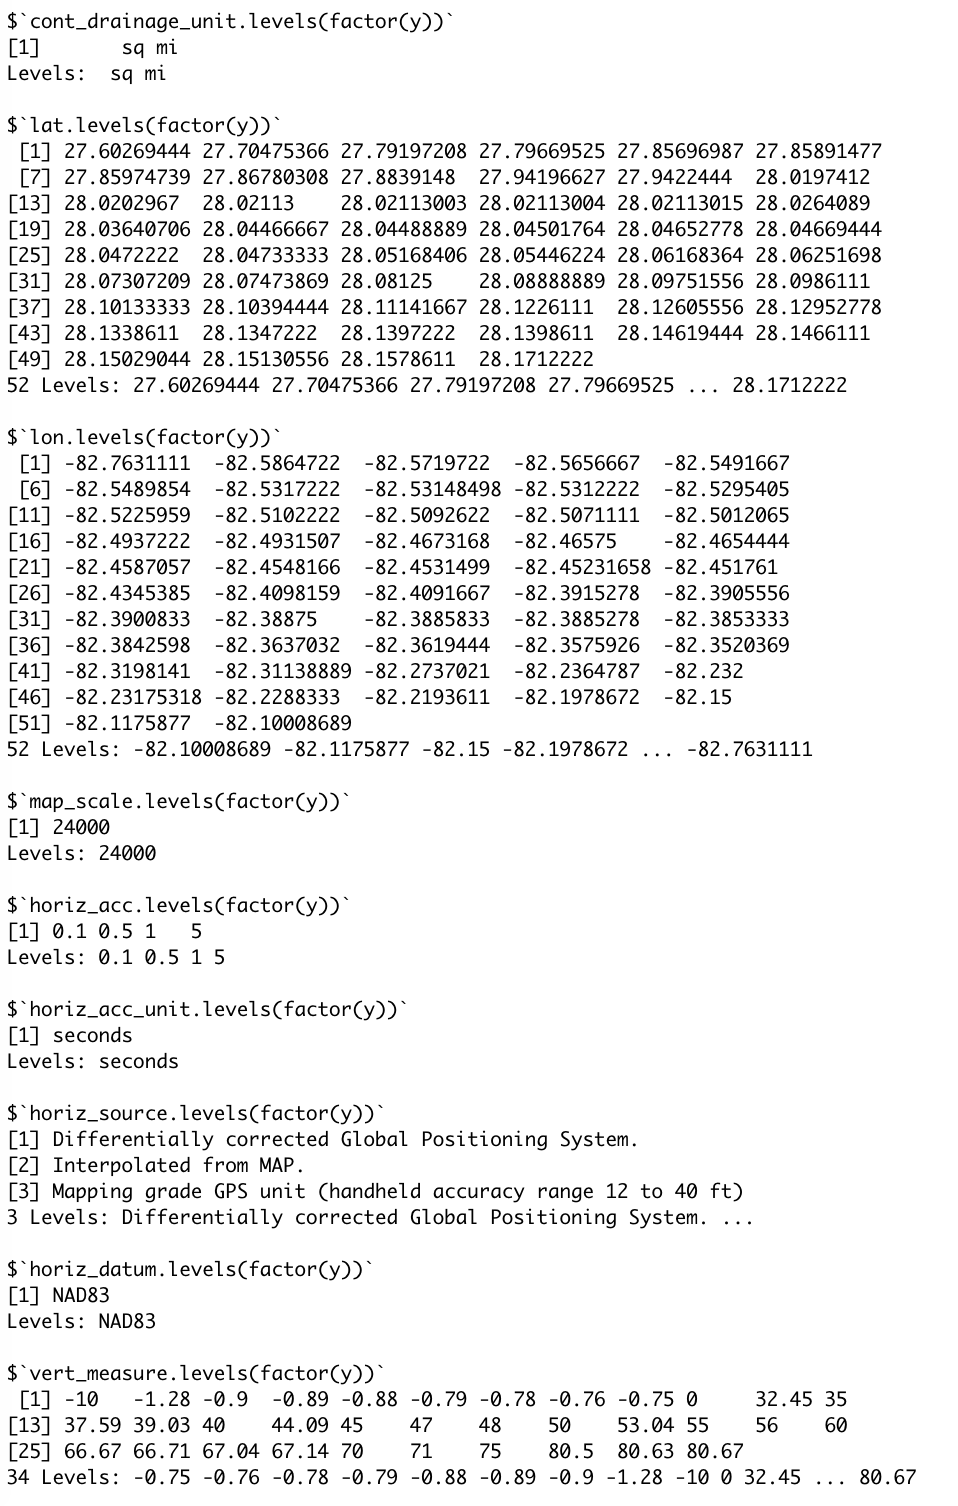 $`cont_drainage_unit.levels(factor(y))`
[1]       sq mi
Levels:  sq mi

$`lat.levels(factor(y))`
 [1] 27.60269444 27.70475366 27.79197208 27.79669525 27.85696987 27.85891477
 [7] 27.85974739 27.86780308 27.8839148  27.94196627 27.9422444  28.0197412
[13] 28.0202967  28.02113    28.02113003 28.02113004 28.02113015 28.0264089
[19] 28.03640706 28.04466667 28.04488889 28.04501764 28.04652778 28.04669444
[25] 28.0472222  28.04733333 28.05168406 28.05446224 28.06168364 28.06251698
[31] 28.07307209 28.07473869 28.08125    28.08888889 28.09751556 28.0986111
[37] 28.10133333 28.10394444 28.11141667 28.1226111  28.12605556 28.12952778
[43] 28.1338611  28.1347222  28.1397222  28.1398611  28.14619444 28.1466111
[49] 28.15029044 28.15130556 28.1578611  28.1712222
52 Levels: 27.60269444 27.70475366 27.79197208 27.79669525 ... 28.1712222

$`lon.levels(factor(y))`
 [1] -82.7631111  -82.5864722  -82.5719722  -82.5656667  -82.5491667
 [6] -82.5489854  -82.5317222  -82.53148498 -82.5312222  -82.5295405
[11] -82.5225959  -82.5102222  -82.5092622  -82.5071111  -82.5012065
[16] -82.4937222  -82.4931507  -82.4673168  -82.46575    -82.4654444
[21] -82.4587057  -82.4548166  -82.4531499  -82.45231658 -82.451761
[26] -82.4345385  -82.4098159  -82.4091667  -82.3915278  -82.3905556
[31] -82.3900833  -82.38875    -82.3885833  -82.3885278  -82.3853333
[36] -82.3842598  -82.3637032  -82.3619444  -82.3575926  -82.3520369
[41] -82.3198141  -82.31138889 -82.2737021  -82.2364787  -82.232
[46] -82.23175318 -82.2288333  -82.2193611  -82.1978672  -82.15
[51] -82.1175877  -82.10008689
52 Levels: -82.10008689 -82.1175877 -82.15 -82.1978672 ... -82.7631111

$`map_scale.levels(factor(y))`
[1] 24000
Levels: 24000

$`horiz_acc.levels(factor(y))`
[1] 0.1 0.5 1   5
Levels: 0.1 0.5 1 5

$`horiz_acc_unit.levels(factor(y))`
[1] seconds
Levels: seconds

$`horiz_source.levels(factor(y))`
[1] Differentially corrected Global Positioning System.
[2] Interpolated from MAP.
[3] Mapping grade GPS unit (handheld accuracy range 12 to 40 ft)
3 Levels: Differentially corrected Global Positioning System. ...

$`horiz_datum.levels(factor(y))`
[1] NAD83
Levels: NAD83

$`vert_measure.levels(factor(y))`
 [1] -10   -1.28 -0.9  -0.89 -0.88 -0.79 -0.78 -0.76 -0.75 0     32.45 35
[13] 37.59 39.03 40    44.09 45    47    48    50    53.04 55    56    60
[25] 66.67 66.71 67.04 67.14 70    71    75    80.5  80.63 80.67
34 Levels: -0.75 -0.76 -0.78 -0.79 -0.88 -0.89 -0.9 -1.28 -10 0 32.45 ... 80.67